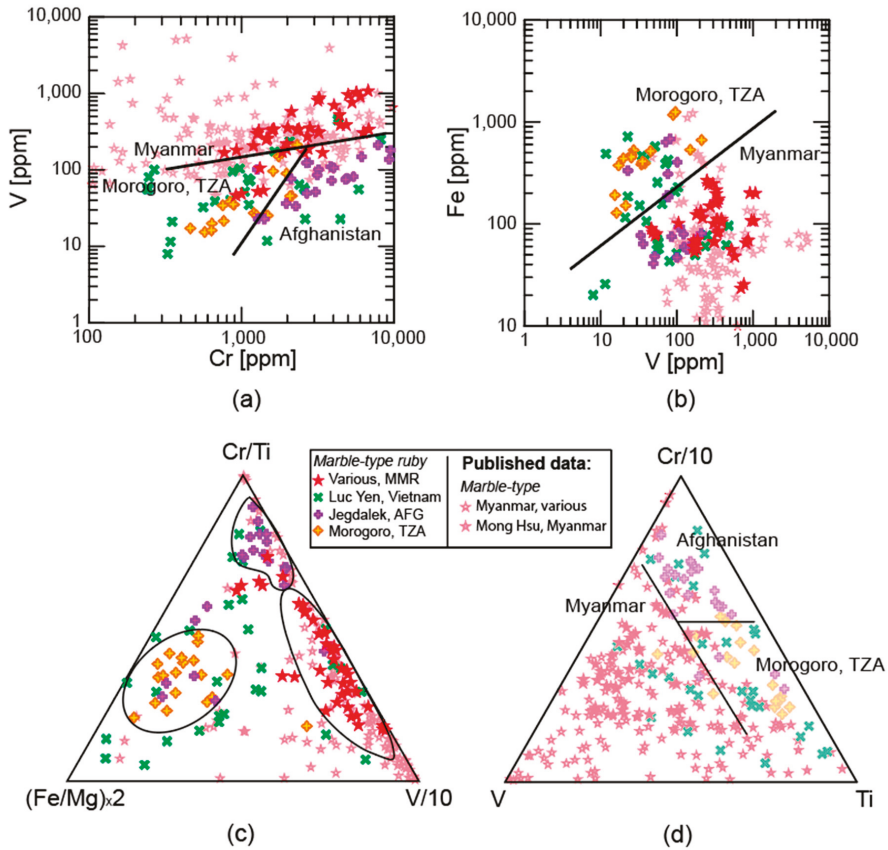 10,000
1,000
100
10
1
100
1,000
10,000
V [ppm]
Cr [ppm]
Myanmar
Morogoro, TZA
Afghanistan
(a)
10,000
1,000
100
10
1
10
100
1,000
10,000
Fe [ppm]
V [ppm]
Morogoro, TZA
Myanmar
(b)
Cr/Ti
(Fe/Mg)x2
V/10
(c)
Marble-type ruby
Various, MMR
Luc Yen, Vietnam
Jegdalek, AFG
Morogoro, TZA
Published data:
Marble-type
Myanmar, various
Mong Hsu, Myanmar
Cr/10
Afghanistan
Myanmar
Morogoro, TZA
V
Ti
(d)